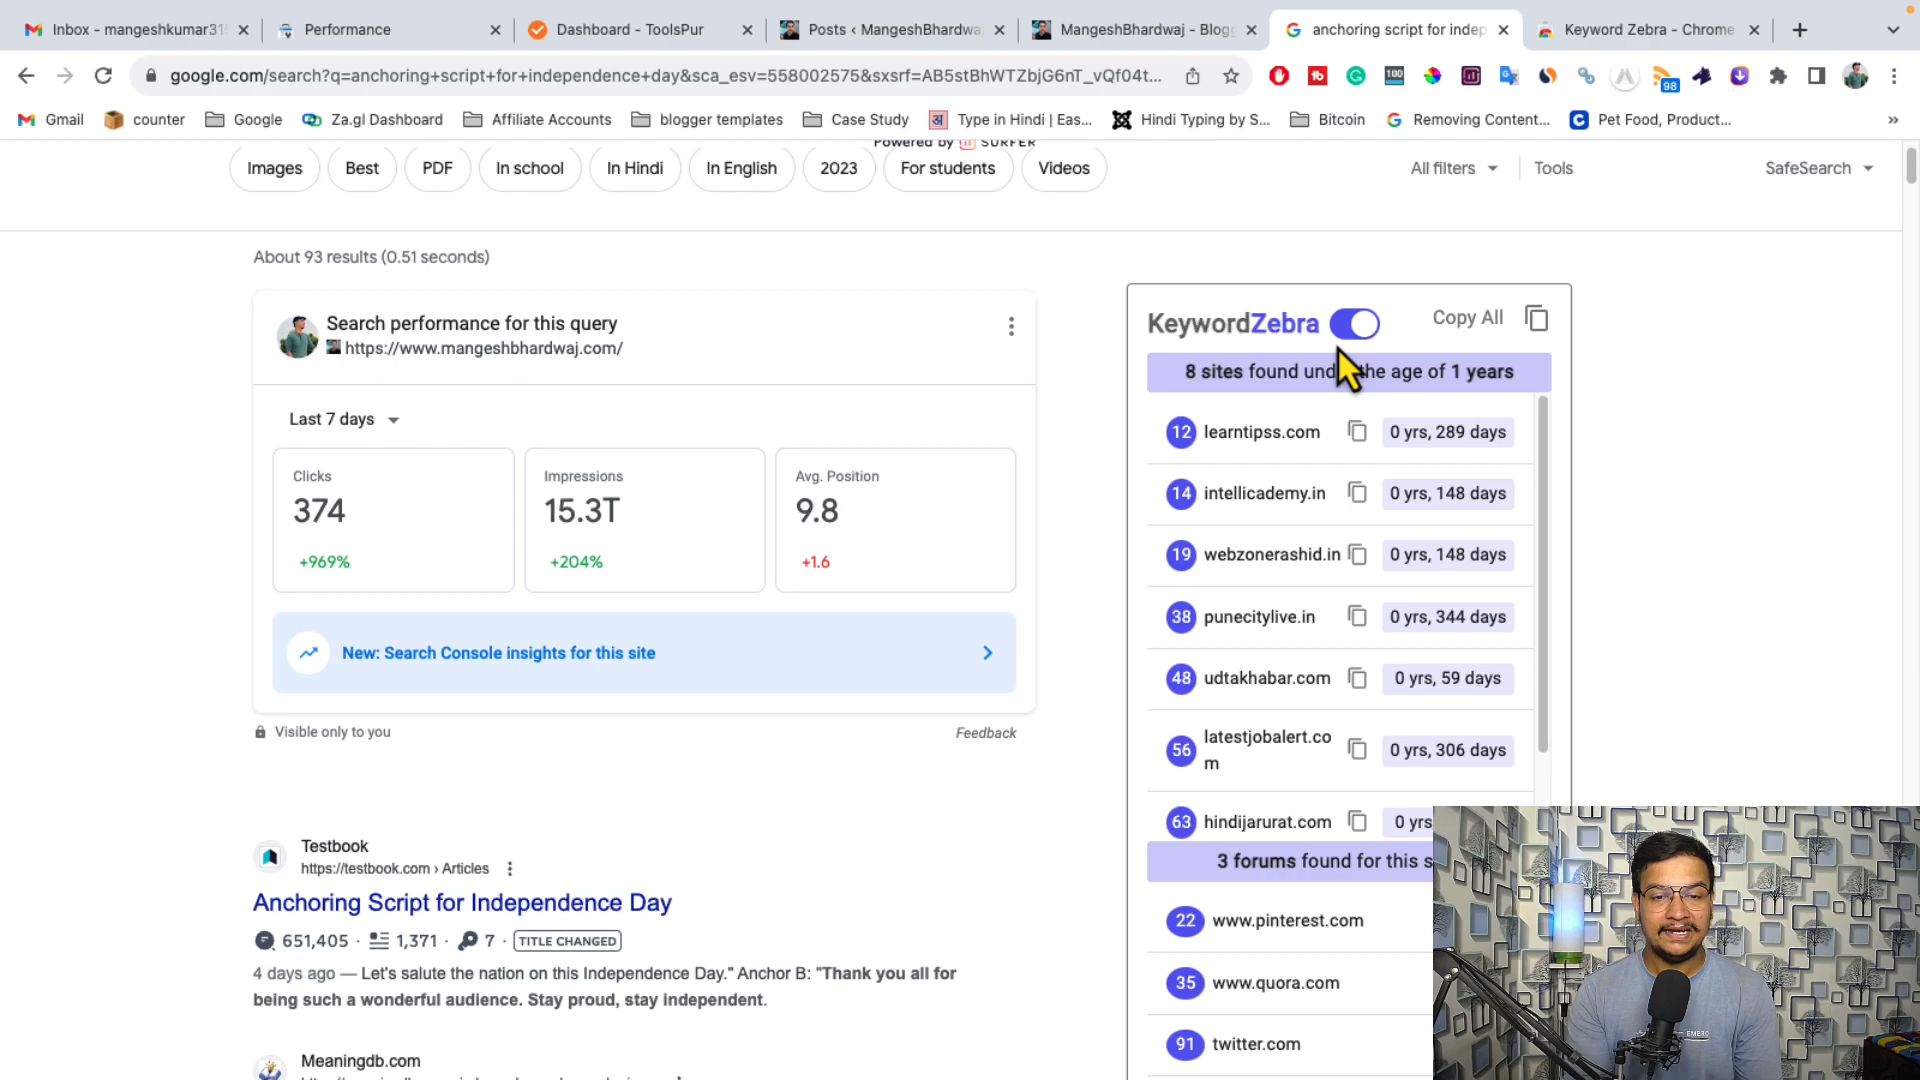 Inbox - mangeshkumar31
Performance
Dashboard - ToolsPur
Posts ‹ MangeshBhardwa
MangeshBhardwaj - Blogg
anchoring script for indep
Keyword Zebra - Chrome
google.com/search?q=anchoring+script+for+independence+day&sca_esv=558002575&sxsrf=AB5stBhWTZbjG6nT_vQf04t...
100
98
Gmail
counter
Google
Za.gl Dashboard
Affiliate Accounts
blogger templates
Case Study
अ Type in Hindi | Eas...
Hindi Typing by S...
Bitcoin
Removing Content...
Pet Food, Product...
»
Powered by SURFER
Images
Best
PDF
In school
In Hindi
In English
2023
For students
Videos
All filters
Tools
SafeSearch
About 93 results (0.51 seconds)
Search performance for this query
https://www.mangeshbhardwaj.com/
Last 7 days
Clicks
374
+969%
Impressions
15.3T
+204%
Avg. Position
9.8
+1.6
New: Search Console insights for this site
Visible only to you
Feedback
Testbook
https://testbook.com › Articles
Anchoring Script for Independence Day
651,405 · 1,371 · 7 · TITLE CHANGED
4 days ago — Let's salute the nation on this Independence Day." Anchor B: "Thank you all for
being such a wonderful audience. Stay proud, stay independent.
Meaningdb.com
KeywordZebra
Copy All
8 sites found und the age of 1 years
12 learntipss.com 0 yrs, 289 days
14 intellicademy.in 0 yrs, 148 days
19 webzonerashid.in 0 yrs, 148 days
38 punecitylive.in 0 yrs, 344 days
48 udtakhabar.com 0 yrs, 59 days
56 latestjobalert.co
m 0 yrs, 306 days
63 hindijarurat.com 0 yrs
3 forums found for this s
22 www.pinterest.com
35 www.quora.com
91 twitter.com